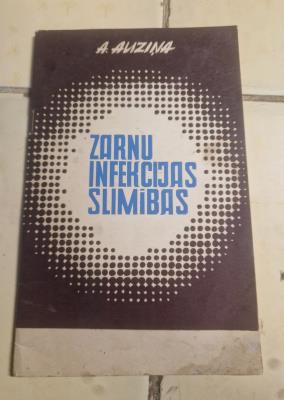 A. AUZIŅA
ZARNU
INFEKCIJAS
SLIMĪBAS